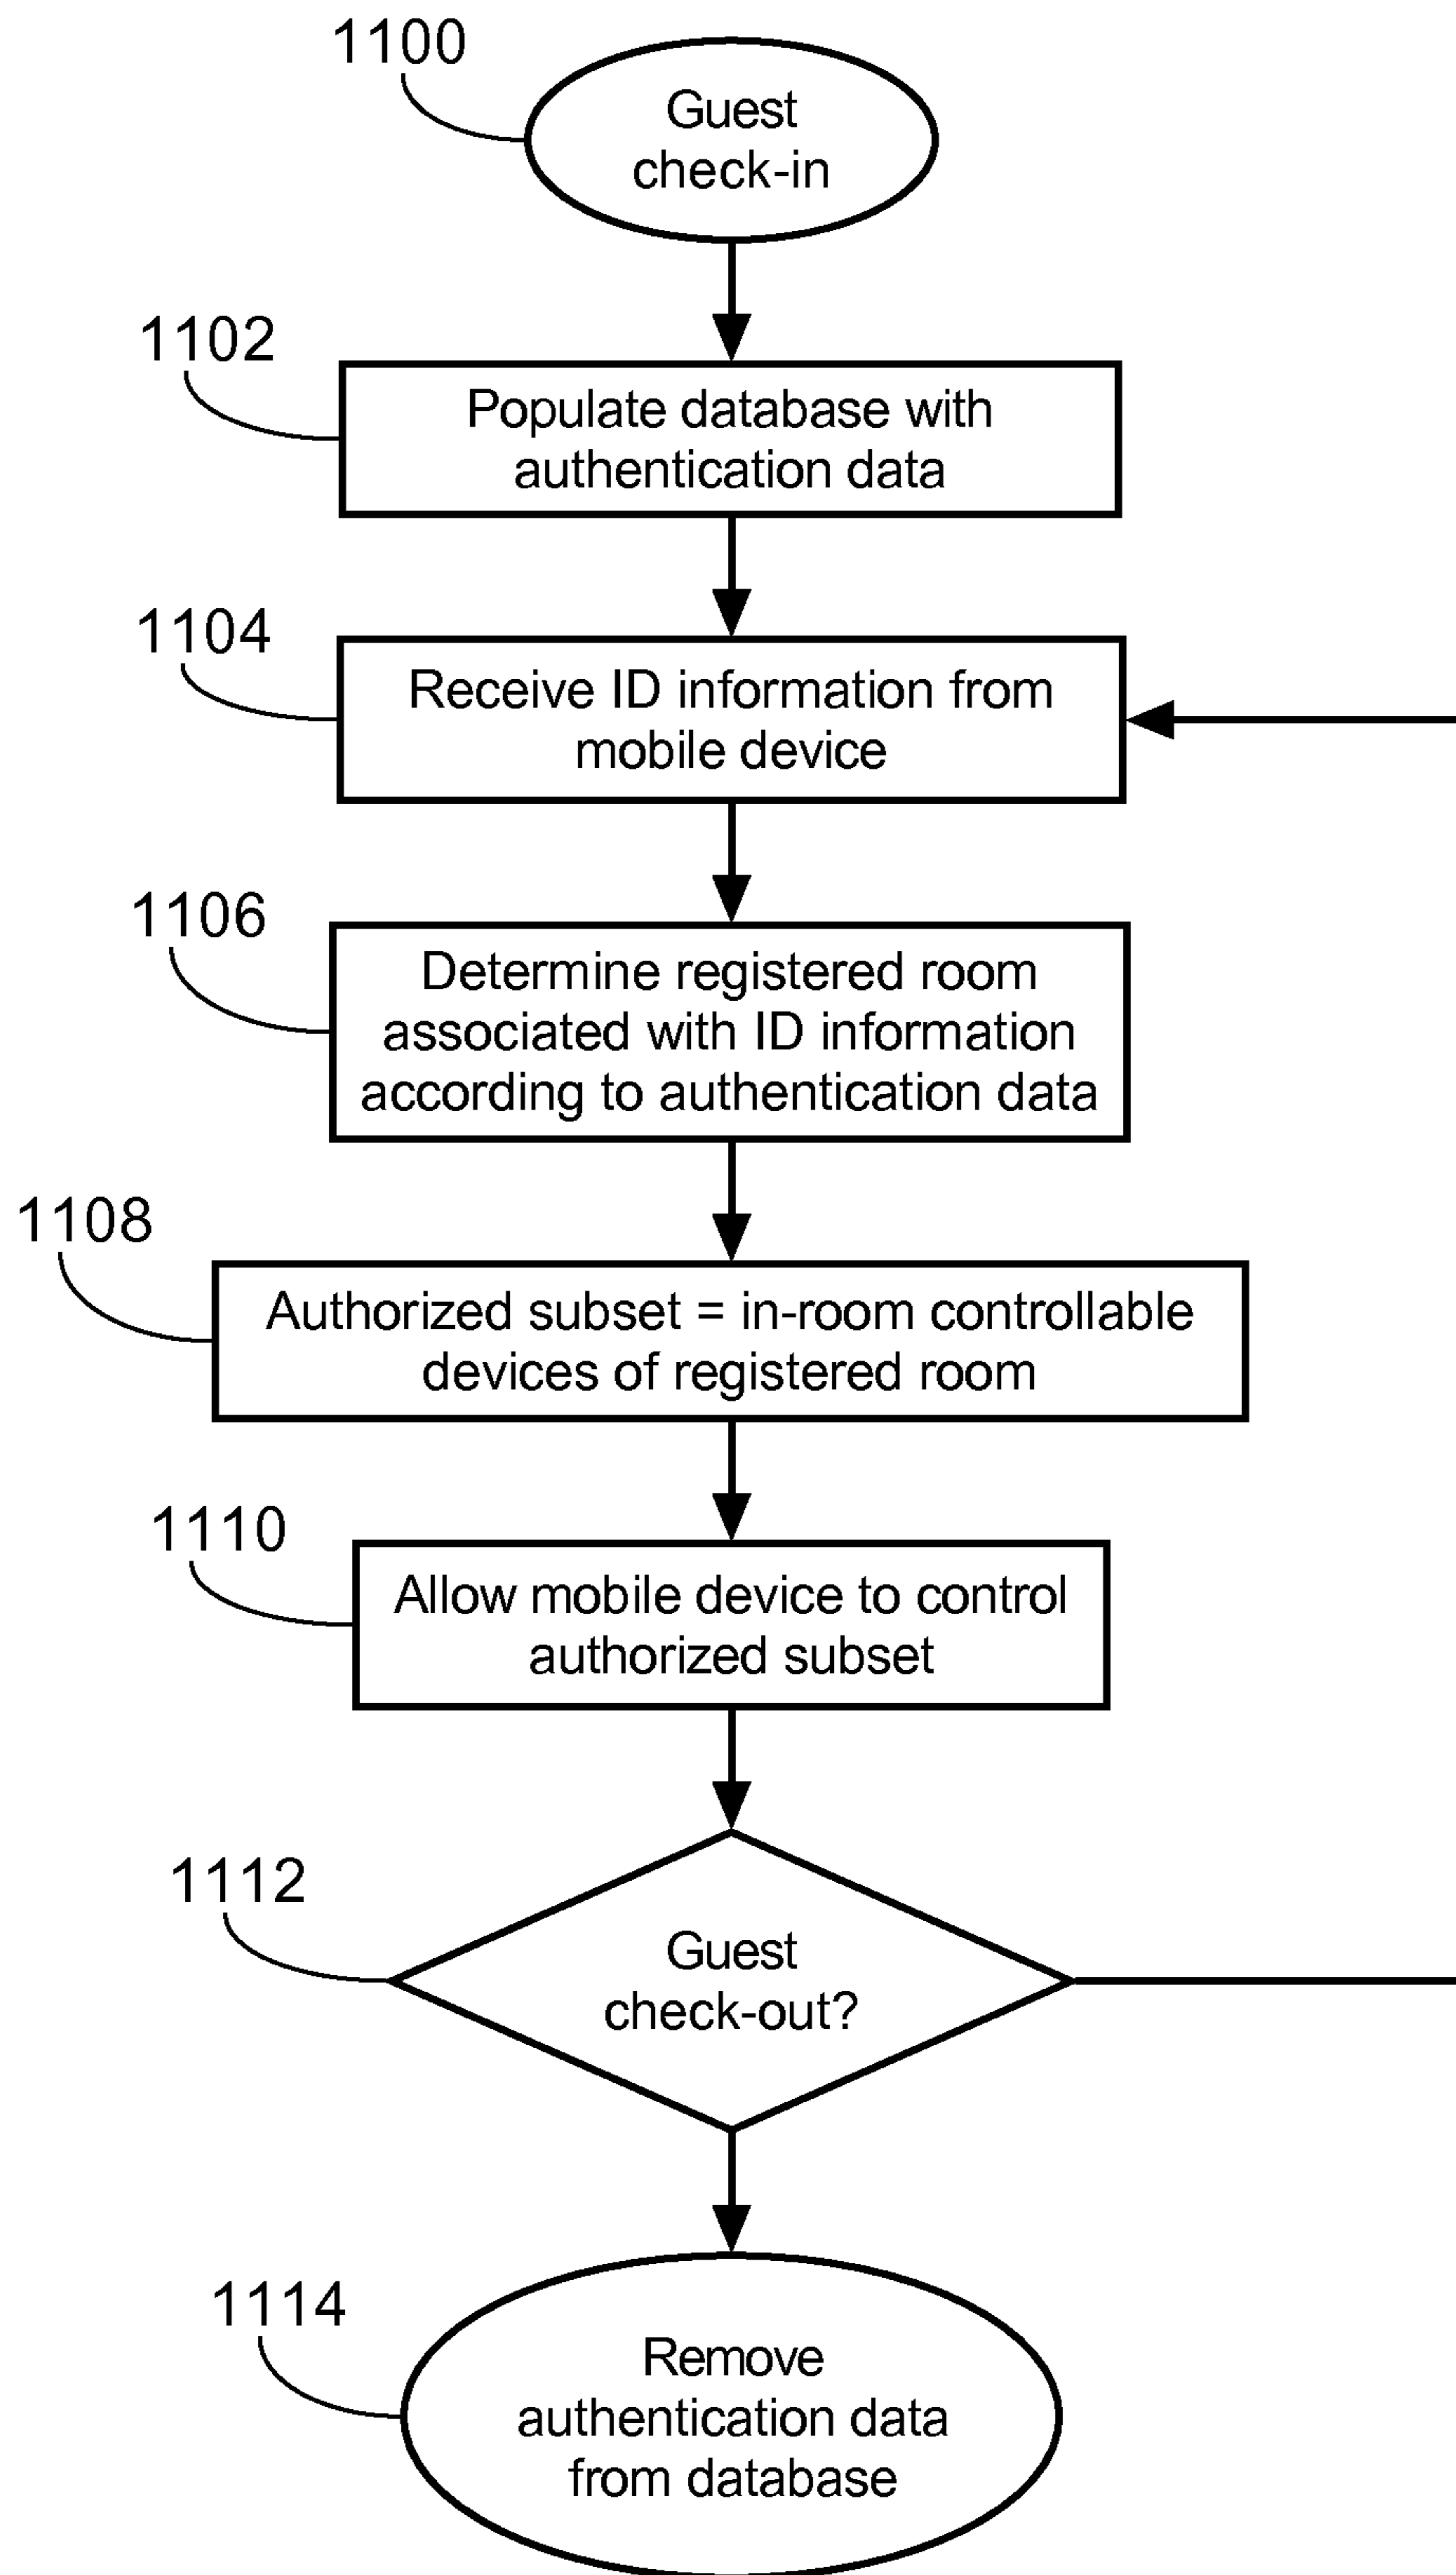 1100
Guest
check-in
1102
Populate database with
authentication data
1104
Receive ID information from
mobile device
1106
Determine registered room
associated with ID information
according to authentication data
1108
Authorized subset = in-room controllable
devices of registered room
1110
Allow mobile device to control
authorized subset
1112
Guest
check-out?
1114
Remove
authentication data
from database